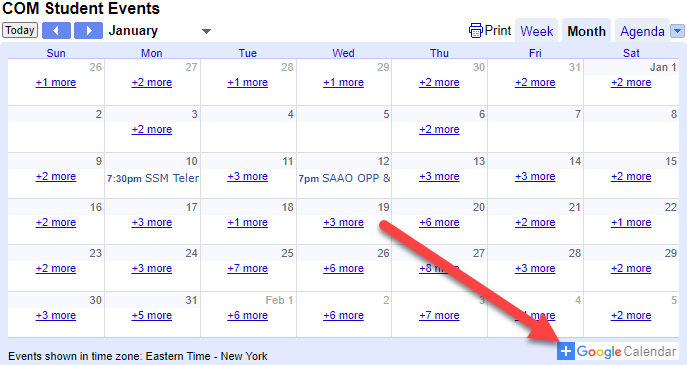 COM Student Events
Today January Print Week Month Agenda
Sun Mon Tue Wed Thu Fri Sat
26 27 28 29 30 31 Jan 1
+1 more +2 more +1 more +1 more +2 more +2 more +2 more
2 3 4 5 6 7 8
+2 more +2 more
9 10 11 12 13 14 15
+2 more 7:30pm SSM Teler +3 more 7pm SAAO OPP & +3 more +3 more +2 more
16 17 18 19 20 21 22
+2 more +3 more +1 more +3 more +6 more +2 more +1 more
23 24 25 26 27 28 29
+2 more +3 more +7 more +6 more +8 more +3 more +2 more
30 31 Feb 1 2 3 4 5
+3 more +5 more +6 more +6 more +7 more more +2 more
Events shown in time zone: Eastern Time - New York
+ Google Calendar